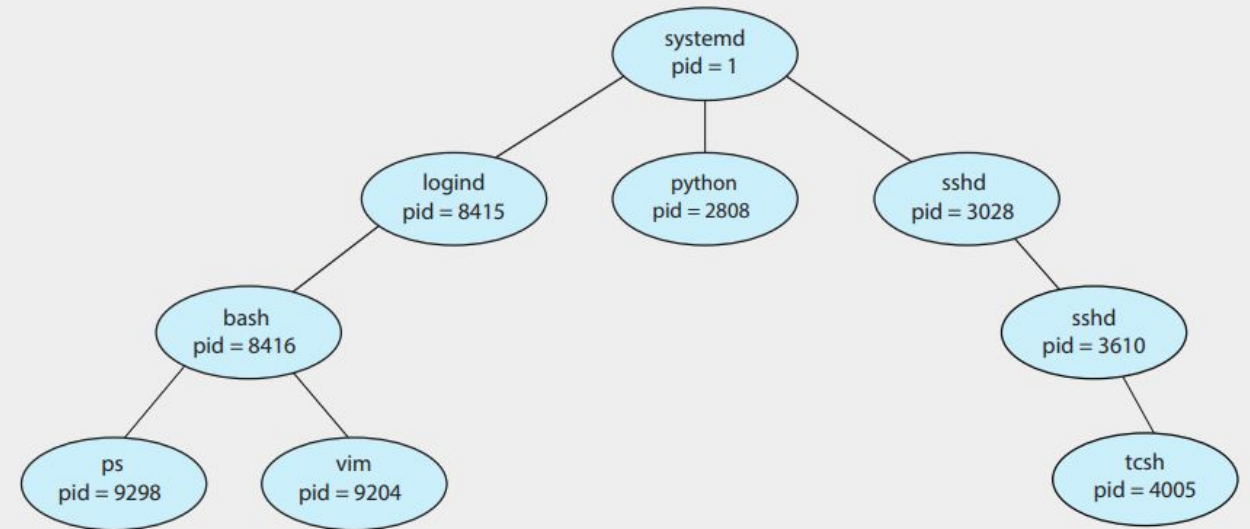 systemd
pid = 1
logind
pid = 8415
python
pid = 2808
sshd
pid = 3028
bash
pid = 8416
sshd
pid = 3610
ps
pid = 9298
vim
pid = 9204
tcsh
pid = 4005